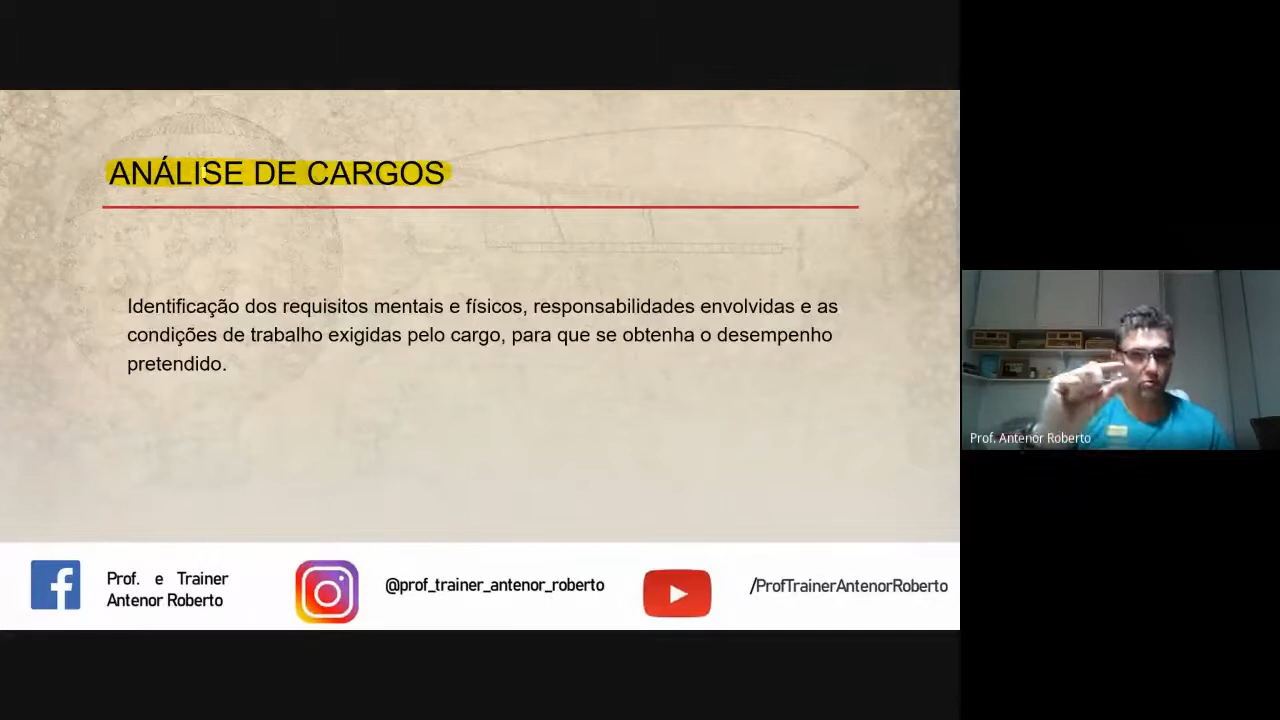 ANÁLISE DE CARGOS
Identificação dos requisitos mentais e físicos, responsabilidades envolvidas e as
condições de trabalho exigidas pelo cargo, para que se obtenha o desempenho
pretendido.
Prof. Antenor Roberto
Prof. e Trainer
Antenor Roberto
@prof_trainer_antenor_roberto
/ProfTrainerAntenorRoberto